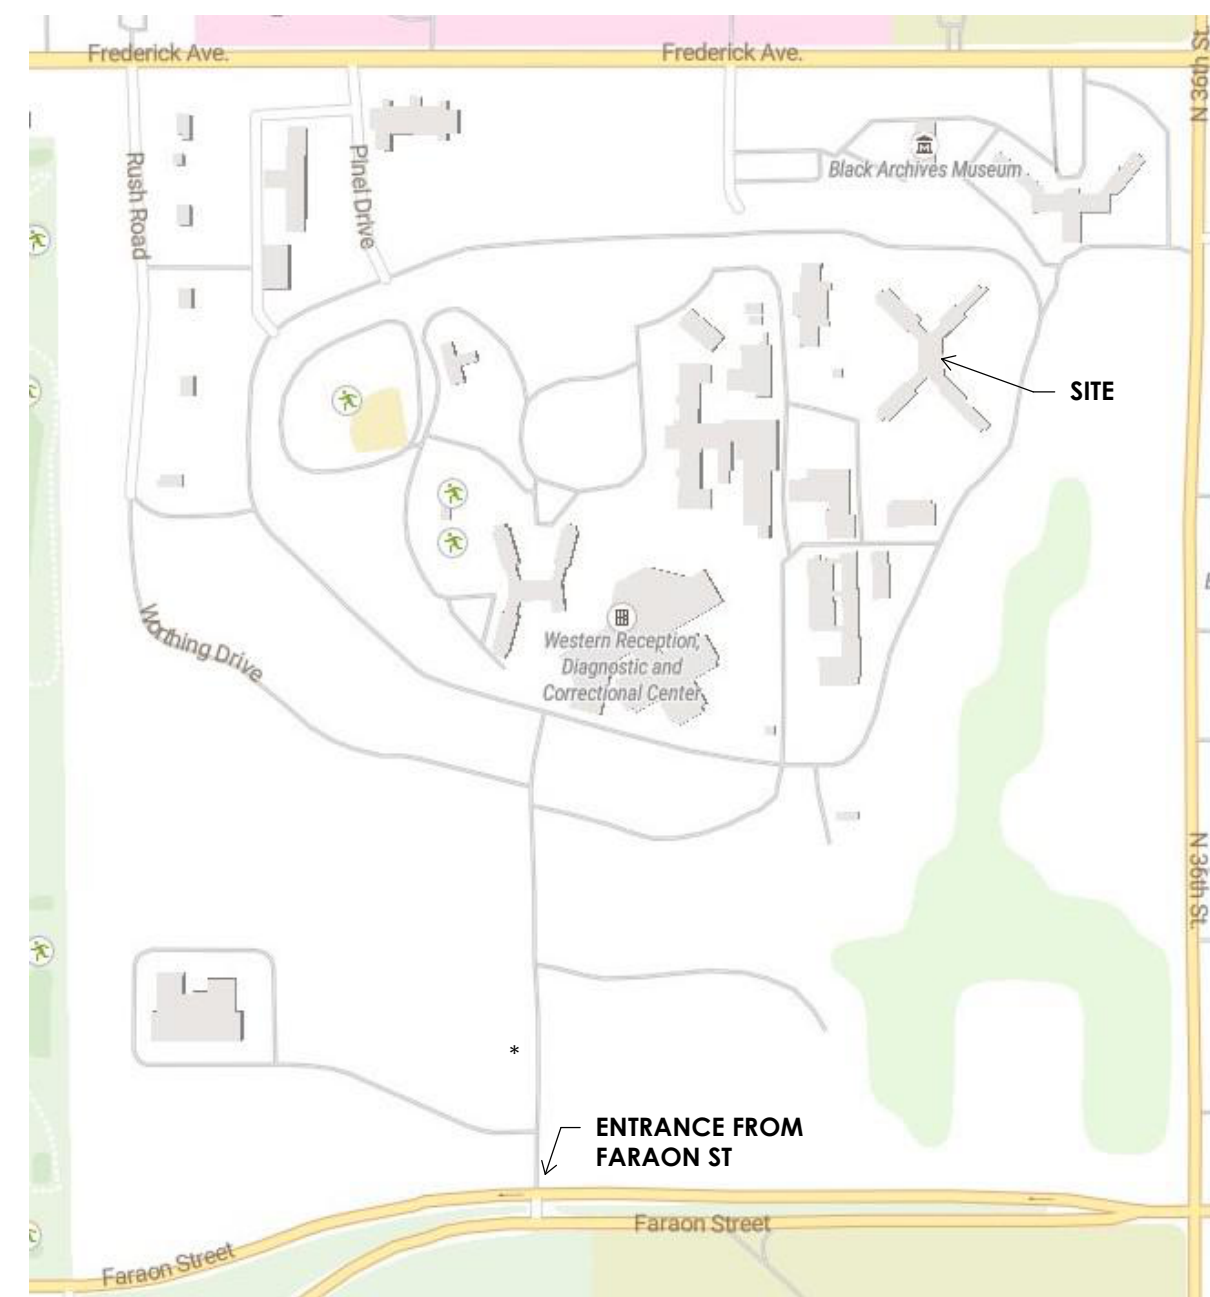 Frederick Ave.
Frederick Ave.
N 36th St.
Rush Road
Pinel Drive
Black Archives Museum
SITE
Western Reception,
Diagnostic and
Correctional Center
Worthing Drive
N 36th St.
*
ENTRANCE FROM
FARAON ST
Faraon Street
Faraon Street